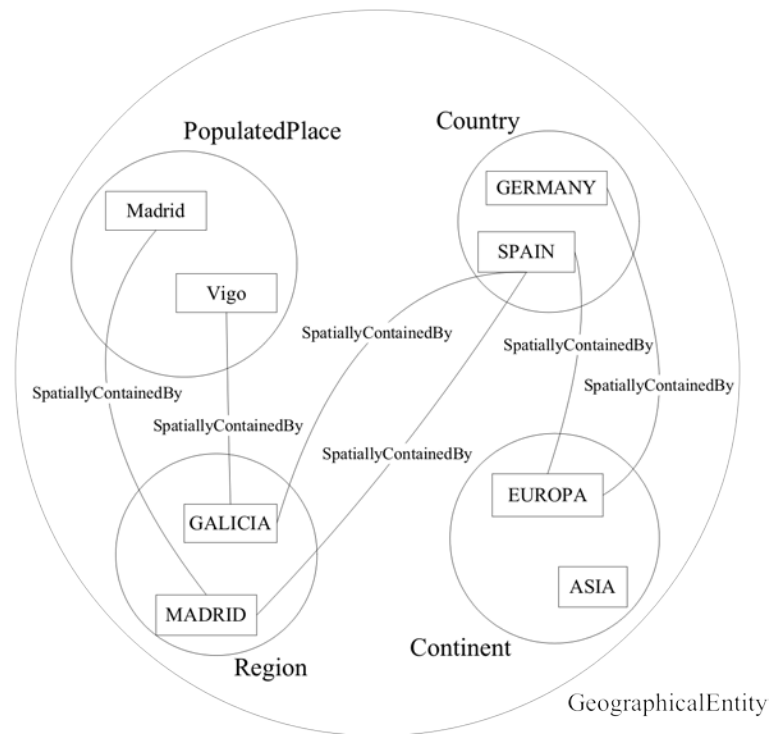 Country
PopulatedPlace
GERMANY
Madrid
SPAIN
Vigo
SpatiallyContainedBy
SpatiallyContainedBy
SpatiallyContainedBy
SpatiallyContainedBy
SpatiallyContainedBy
SpatiallyContainedBy
EUROPA
GALICIA
ASIA
MADRID
Continent
Region
GeographicalEntity